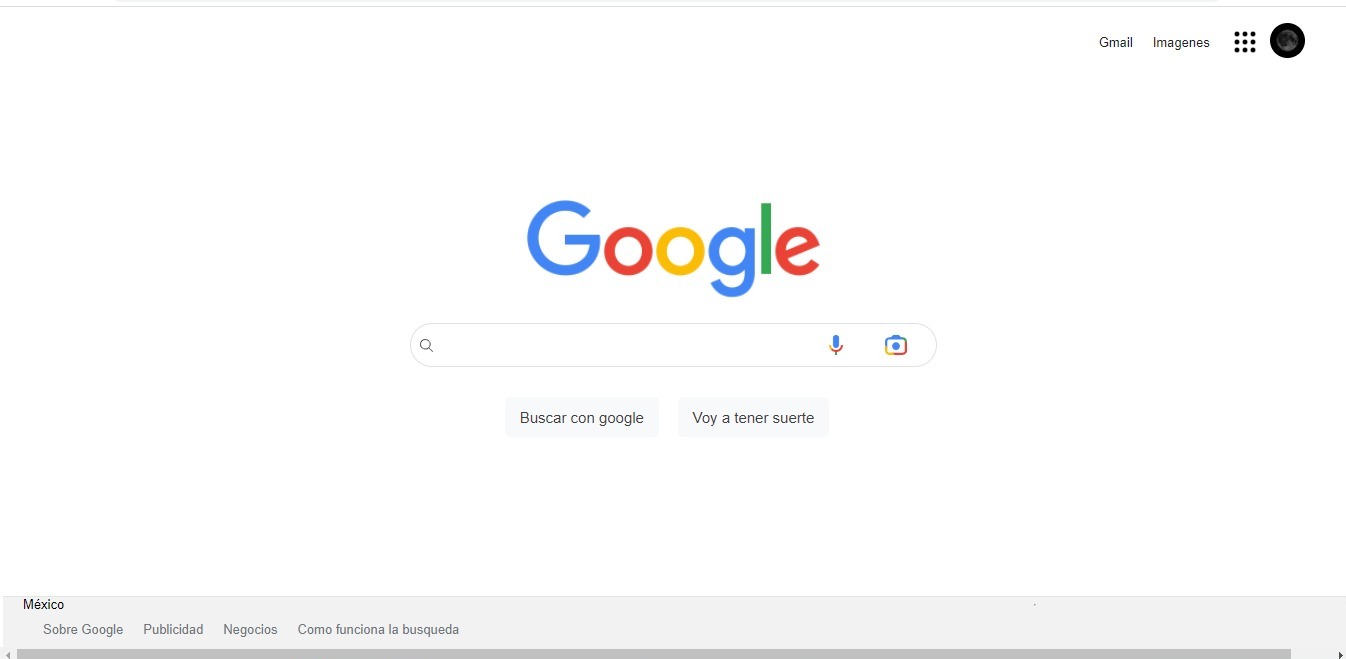 Gmail Imagenes
Google
Buscar con google Voy a tener suerte
México
Sobre Google Publicidad Negocios Como funciona la busqueda